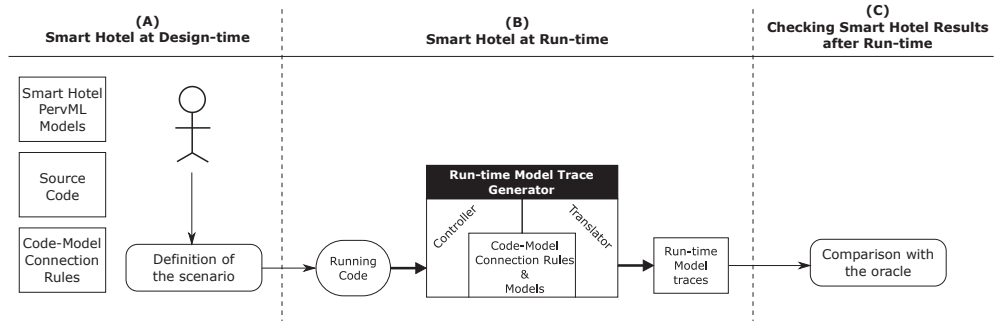 (A)
Smart Hotel at Design-time
(B)
Smart Hotel at Run-time
(C)
Checking Smart Hotel Results
after Run-time
Smart Hotel
PervML
Models
Source
Code
Code-Model
Connection
Rules
Definition of
the scenario
Running
Code
Run-time Model Trace
Generator
Controller
Translator
Code-Model
Connection Rules
&
Models
Run-time
Model
traces
Comparison with
the oracle